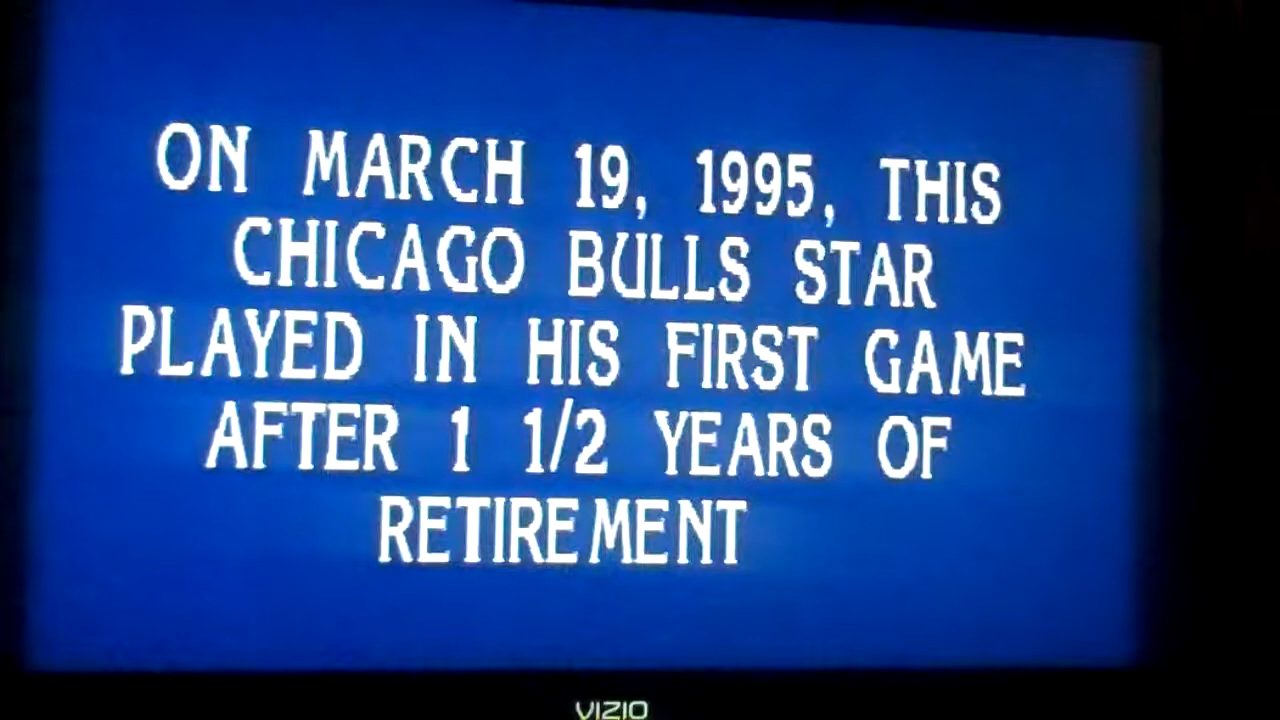 ON MARCH 19, 1995, THIS
CHICAGO BULLS STAR
PLAYED IN HIS FIRST GAME
AFTER 1 1/2 YEARS OF
RETIREMENT
VIZIO